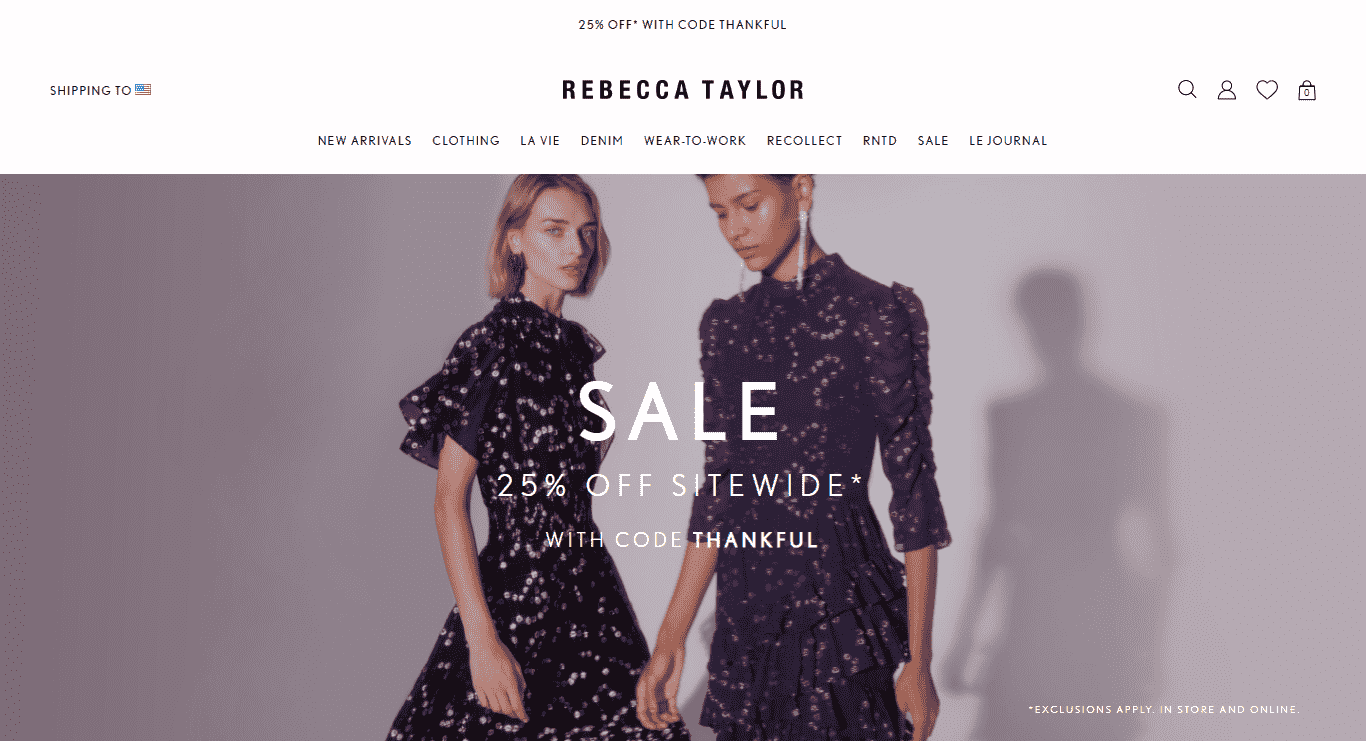 25% OFF* WITH CODE THANKFUL
SHIPPING TO
REBECCA TAYLOR
0
NEW ARRIVALS CLOTHING LA VIE DENIM WEAR-TO-WORK RECOLLECT RNTD SALE LE JOURNAL
SALE
25% OFF SITEWIDE*
WITH CODE THANKFUL
*EXCLUSIONS APPLY. IN STORE AND ONLINE.